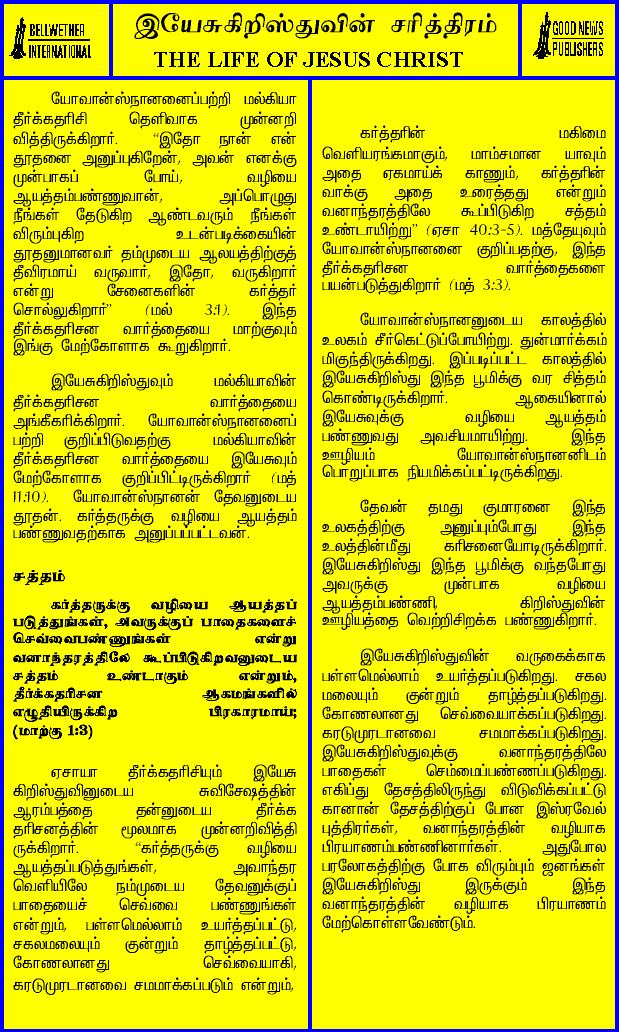 BELLWETHER
INTERNATIONAL
இயேசுகிறிஸ்துவின் சரித்திரம்
THE LIFE OF JESUS CHRIST
GOOD NEWS
PUBLISHERS
யோவான்ஸ்நானனைப்பற்றி மல்கியா
தீர்க்கதரிசி தெளிவாக முன்னறி
வித்திருக்கிறார். “இதோ நான் என்
தூதனை அனுப்புகிறேன், அவன் எனக்கு
முன்பாகப் போய், வழியை
ஆயத்தம்பண்ணுவான், அப்பொழுது
நீங்கள் தேடுகிற ஆண்டவரும் நீங்கள்
விரும்புகிற உடன்படிக்கையின்
தூதனுமானவர் தம்முடைய ஆலயத்திற்குத்
தீவிரமாய் வருவார், இதோ, வருகிறார்
என்று சேனைகளின் கர்த்தர்
சொல்லுகிறார்” (மல் 3:1). இந்த
தீர்க்கதரிசன வார்த்தையை மாற்குவும்
இங்கு மேற்கோளாக கூறுகிறார்.
இயேசுகிறிஸ்துவும் மல்கியாவின்
தீர்க்கதரிசன வார்த்தையை
அங்கீகரிக்கிறார். யோவான்ஸ்நானனைப்
பற்றி குறிப்பிடுவதற்கு மல்கியாவின்
தீர்க்கதரிசன வார்த்தையை இயேசுவும்
மேற்கோளாக குறிப்பிட்டிருக்கிறார் (மத்
11:10). யோவான்ஸ்நானன் தேவனுடைய
தூதன். கர்த்தருக்கு வழியை ஆயத்தம்
பண்ணுவதற்காக அனுப்பப்பட்டவன்.
சத்தம்
கர்த்தருக்கு வழியை ஆயத்தப்
படுத்துங்கள், அவருக்குப் பாதைகளைச்
செவ்வைபண்ணுங்கள் என்று
வனாந்தரத்திலே கூப்பிடுகிறவனுடைய
சத்தம் உண்டாகும் என்றும்,
தீர்க்கதரிசன ஆகமங்களில்
எழுதியிருக்கிற பிரகாரமாய்;
(மாற்கு 1:3)
ஏசாயா தீர்க்கதரிசியும் இயேசு
கிறிஸ்துவினுடைய சுவிசேஷத்தின்
ஆரம்பத்தை தன்னுடைய தீர்க்க
தரிசனத்தின் மூலமாக முன்னறிவித்தி
ருக்கிறார். “கர்த்தருக்கு வழியை
ஆயத்தப்படுத்துங்கள், அவாந்தர
வெளியிலே நம்முடைய தேவனுக்குப்
பாதையைச் செவ்வை பண்ணுங்கள்
என்றும், பள்ளமெல்லாம் உயர்த்தப்பட்டு,
சகலமலையும் குன்றும் தாழ்த்தப்பட்டு,
கோணலானது செவ்வையாகி,
கரடுமுரடானவை சமமாக்கப்படும் என்றும்,
கர்த்தரின் மகிமை
வெளியரங்கமாகும், மாம்சமான யாவும்
அதை ஏகமாய்க் காணும், கர்த்தரின்
வாக்கு அதை உரைத்தது என்றும்
வனாந்தரத்திலே கூப்பிடுகிற சத்தம்
உண்டாயிற்று” (ஏசா 40:3-5). மத்தேயுவும்
யோவான்ஸ்நானனை குறிப்பதற்கு, இந்த
தீர்க்கதரிசன வார்த்தைகளை
பயன்படுத்துகிறார் (மத் 3:3).
யோவான்ஸ்நானனுடைய காலத்தில்
உலகம் சீர்கெட்டுப்போயிற்று. துன்மார்க்கம்
மிகுந்திருக்கிறது. இப்படிப்பட்ட காலத்தில்
இயேசுகிறிஸ்து இந்த பூமிக்கு வர சித்தம்
கொண்டிருக்கிறார். ஆகையினால்
இயேசுவுக்கு வழியை ஆயத்தம்
பண்ணுவது அவசியமாயிற்று. இந்த
ஊழியம் யோவான்ஸ்நானனிடம்
பொறுப்பாக நியமிக்கப்பட்டிருக்கிறது.
தேவன் தமது குமாரனை இந்த
உலகத்திற்கு அனுப்பும்போது இந்த
உலத்தின்மீது கரிசனையோடிருக்கிறார்.
இயேசுகிறிஸ்து இந்த பூமிக்கு வந்தபோது
அவருக்கு முன்பாக வழியை
ஆயத்தம்பண்ணி, கிறிஸ்துவின்
ஊழியத்தை வெற்றிசிறக்க பண்ணுகிறார்.
இயேசுகிறிஸ்துவின் வருகைக்காக
பள்ளமெல்லாம் உயர்த்தப்படுகிறது. சகல
மலையும் குன்றும் தாழ்த்தப்படுகிறது.
கோணலானது செவ்வையாக்கப்படுகிறது.
கரடுமுரடானவை சமமாக்கப்படுகிறது.
இயேசுகிறிஸ்துவுக்கு வனாந்தரத்திலே
பாதைகள் செம்மைப்பண்ணப்படுகிறது.
எகிப்து தேசத்திலிருந்து விடுவிக்கப்பட்டு
கானான் தேசத்திற்குப் போன இஸ்ரவேல்
புத்திரர்கள், வனாந்தரத்தின் வழியாக
பிரயாணம்பண்ணினார்கள். அதுபோல
பரலோகத்திற்கு போக விரும்பும் ஜனங்கள்
இயேசுகிறிஸ்து இருக்கும் இந்த
வனாந்தரத்தின் வழியாக பிரயாணம்
மேற்கொள்ளவேண்டும்.